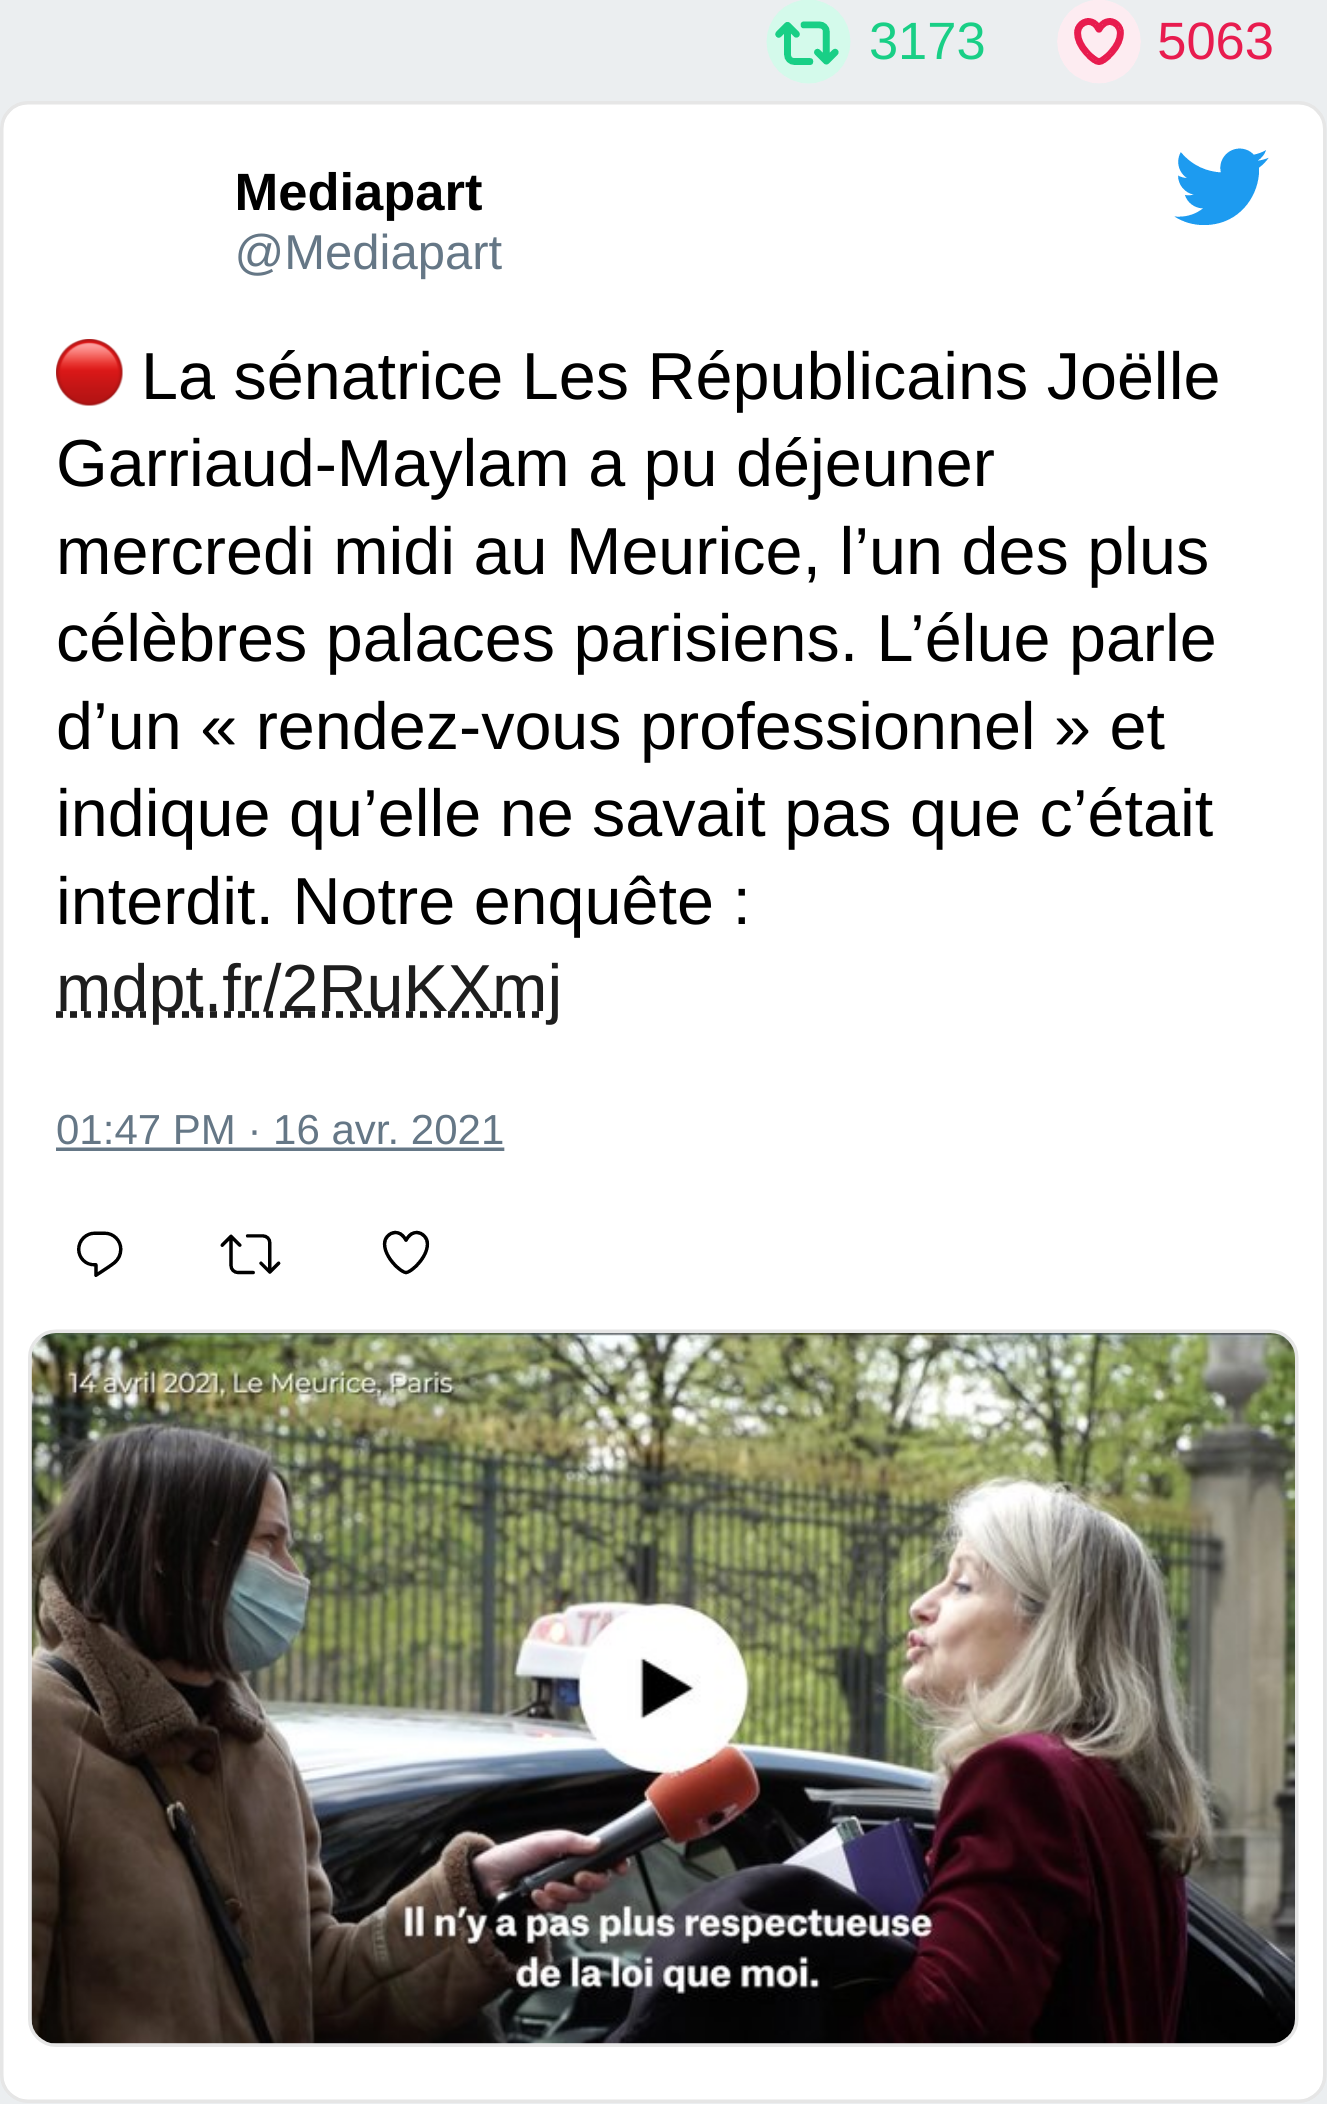 3173 5063
Mediapart
@Mediapart
🔴 La sénatrice Les Républicains Joëlle
Garriaud-Maylam a pu déjeuner
mercredi midi au Meurice, l’un des plus
célèbres palaces parisiens. L’élue parle
d’un « rendez-vous professionnel » et
indique qu’elle ne savait pas que c’était
interdit. Notre enquête :
mdpt.fr/2RuKXmj
01:47 PM · 16 avr. 2021
14 avril 2021, Le Meurice, Paris
Il n’y a pas plus respectueuse
de la loi que moi.